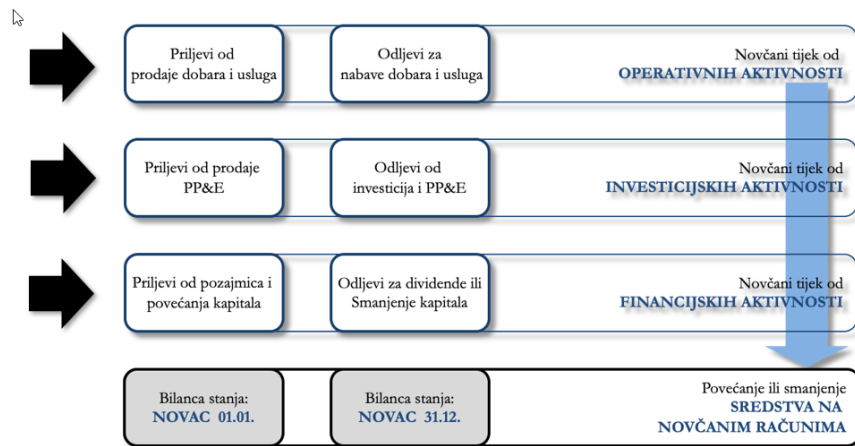 Priljevi od
prodaje dobara i usluga
Odljevi za
nabave dobara i usluga
Novčani tijek od
OPERATIVNIH AKTIVNOSTI
Priljevi od prodaje
PP&E
Odljevi od
investicija i PP&E
Novčani tijek od
INVESTICIJSKIH AKTIVNOSTI
Priljevi od pozajmica i
povećanja kapitala
Odljevi za dividende ili
Smanjenje kapitala
Novčani tijek od
FINANCIJSKIH AKTIVNOSTI
Bilanca stanja:
NOVAC 01.01.
Bilanca stanja:
NOVAC 31.12.
Povećanje ili smanjenje
SREDSTVA NA
NOVČANIM RAČUNIMA